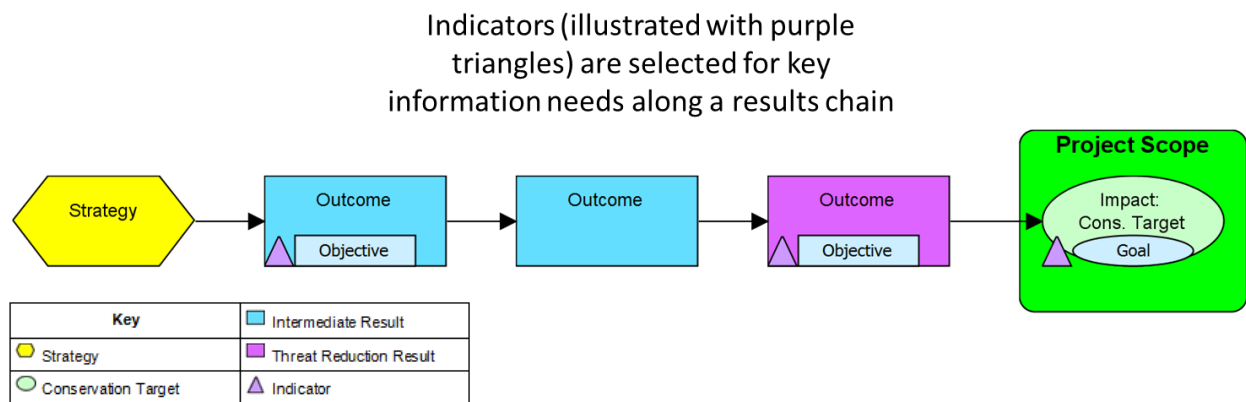 Indicators (illustrated with purple
triangles) are selected for key
information needs along a results chain
Project Scope
Strategy
Outcome
Objective
Outcome
Outcome
Objective
Impact:
Cons. Target
Goal
Key
Intermediate Result
Strategy
Threat Reduction Result
Conservation Target
Indicator